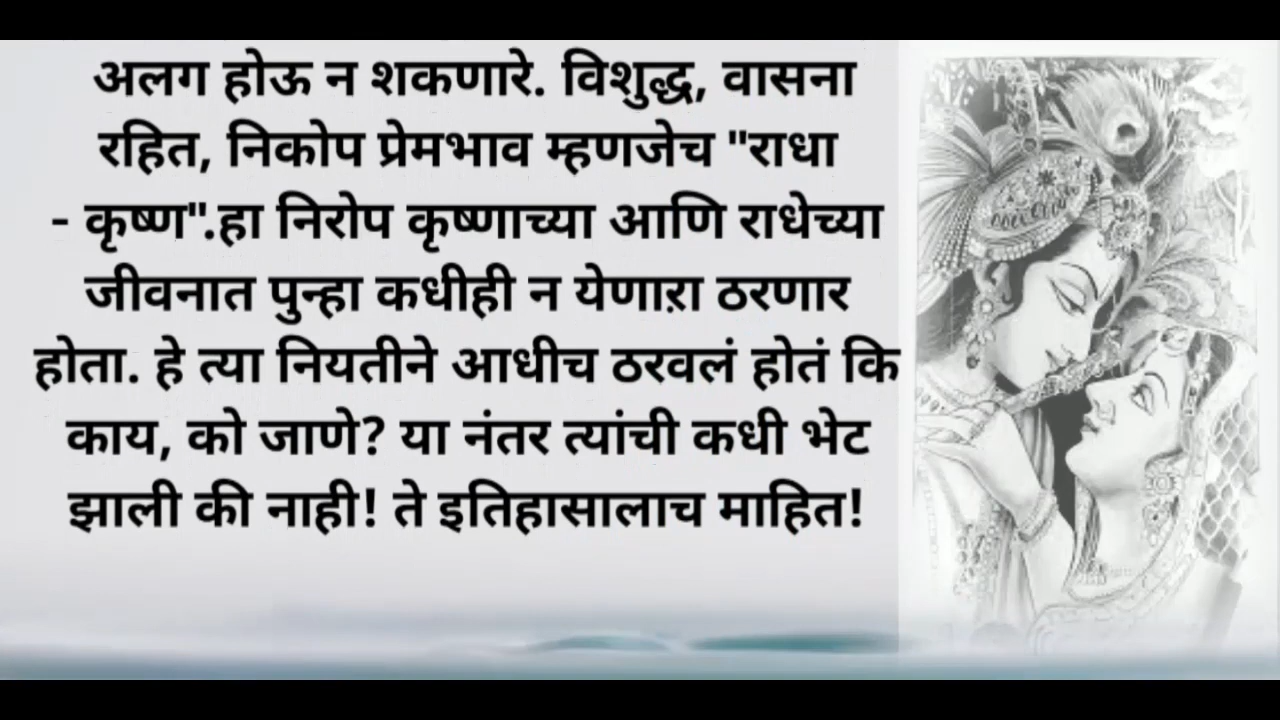 अलग होऊ न शकणारे. विशुद्ध, वासना
रहित, निकोप प्रेमभाव म्हणजेच "राधा
- कृष्ण".हा निरोप कृष्णाच्या आणि राधेच्या
जीवनात पुन्हा कधीही न येणाऱा ठरणार
होता. हे त्या नियतीने आधीच ठरवलं होतं कि
काय, को जाणे? या नंतर त्यांची कधी भेट
झाली की नाही! ते इतिहासालाच माहित!